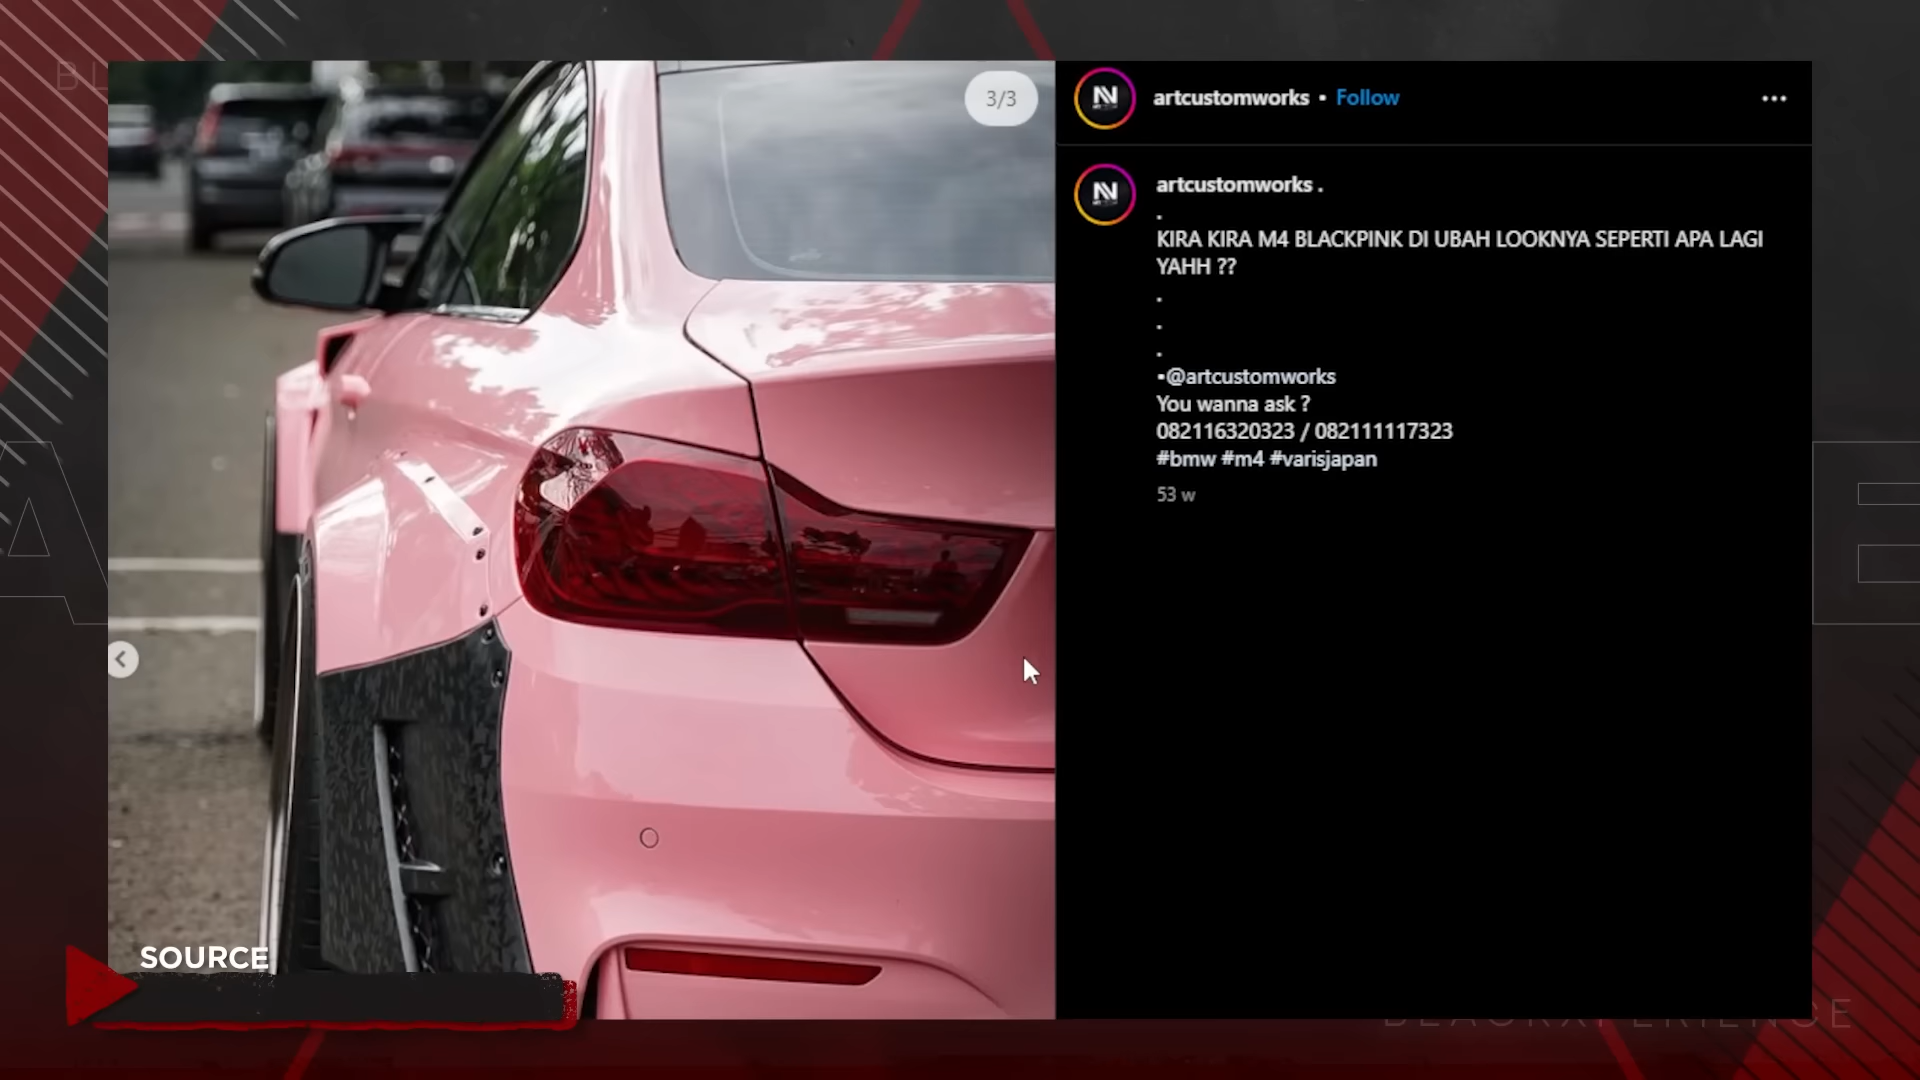 3/3
artcustomworks • Follow
artcustomworks .
.
KIRA KIRA M4 BLACKPINK DI UBAH LOOKNYA SEPERTI APA LAGI
YAHH ??
.
.
.
•@artcustomworks
You wanna ask ?
082116320323 / 082111117323
#bmw #m4 #varisjapan
53 w
SOURCE
BLACKXPERIENCE